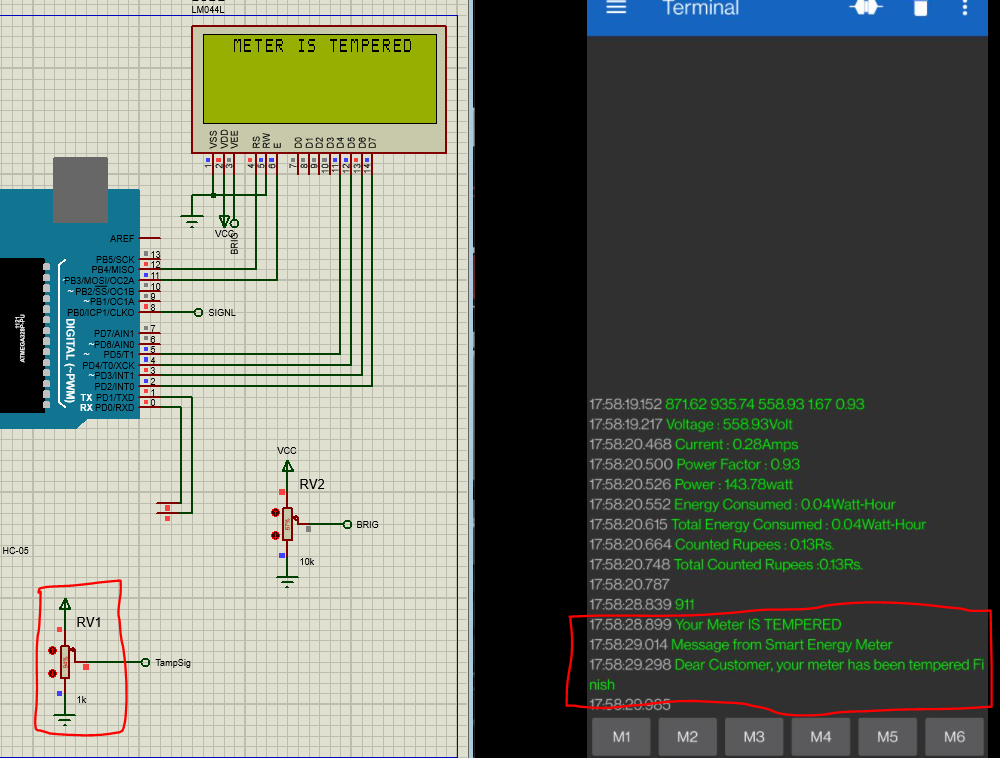 LM044L
METER IS TEMPERED
VSS
VDD
VEE
RS
RW
E
D0
D1
D2
D3
D4
D5
D6
D7
1
2
3
4
5
6
7
8
9
10
11
12
13
14
VCC
BRIG
AREF
PB5/SCK 13
PB4/MISO 12
PB3/MOSI/OC2A 11
~ PB2/SS/OC1B 10
~ PB1/OC1A 9
PB0/ICP1/CLKO 8
SIGNL
PD7/AIN1 7
~ PD6/AIN0 6
~ PD5/T1 5
PD4/T0/XCK 4
~ PD3/INT1 3
PD2/INT0 2
TX PD1/TXD 1
RX PD0/RXD 0
DIGITAL (~PWM)
1121
ATMEGA328P-PU
VCC
RV2
BRIG
10k
HC-05
RV1
TampSig
1k
Terminal
17:58:19.152 871.62 935.74 558.93 1.67 0.93
17:58:19.217 Voltage : 558.93Volt
17:58:20.468 Current : 0.28Amps
17:58:20.500 Power Factor : 0.93
17:58:20.526 Power : 143.78watt
17:58:20.552 Energy Consumed : 0.04Watt-Hour
17:58:20.615 Total Energy Consumed : 0.04Watt-Hour
17:58:20.664 Counted Rupees : 0.13Rs.
17:58:20.748 Total Counted Rupees :0.13Rs.
17:58:20.787
17:58:28.839 911
17:58:28.899 Your Meter IS TEMPERED
17:58:29.014 Message from Smart Energy Meter
17:58:29.298 Dear Customer, your meter has been tempered Fi
nish
17:58:29.985
M1 M2 M3 M4 M5 M6